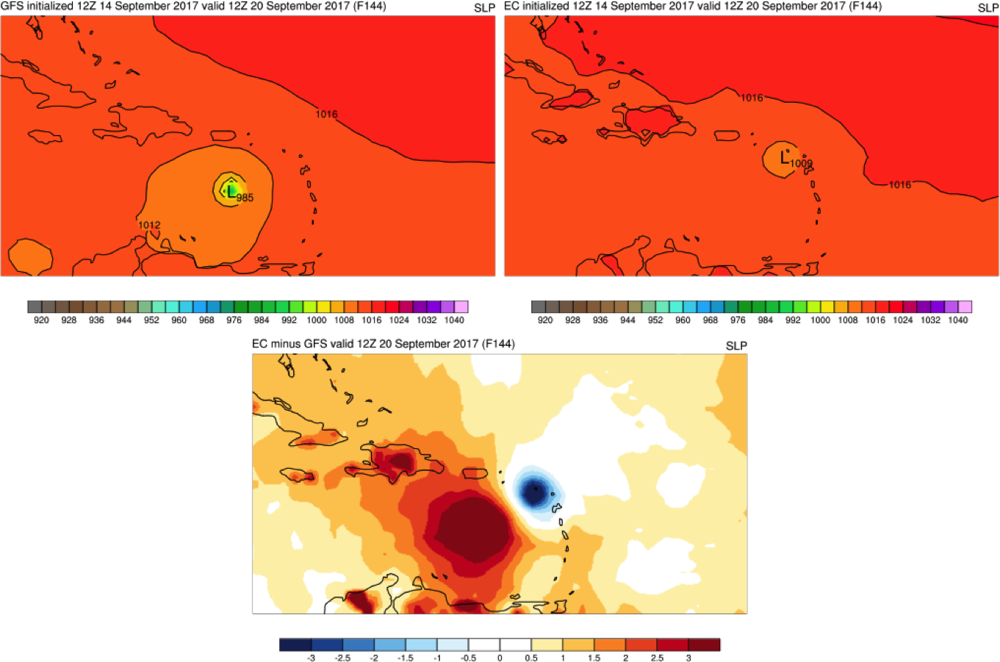 GFS initialized 12Z 14 September 2017 valid 12Z 20 September 2017 (F144) SLP
1016
L985
1012
920 928 936 944 952 960 968 976 984 992 1000 1008 1016 1024 1032 1040
EC initialized 12Z 14 September 2017 valid 12Z 20 September 2017 (F144) SLP
1016
L1009
1016
920 928 936 944 952 960 968 976 984 992 1000 1008 1016 1024 1032 1040
EC minus GFS valid 12Z 20 September 2017 (F144) SLP
-3 -2.5 -2 -1.5 -1 -0.5 0 0.5 1 1.5 2 2.5 3